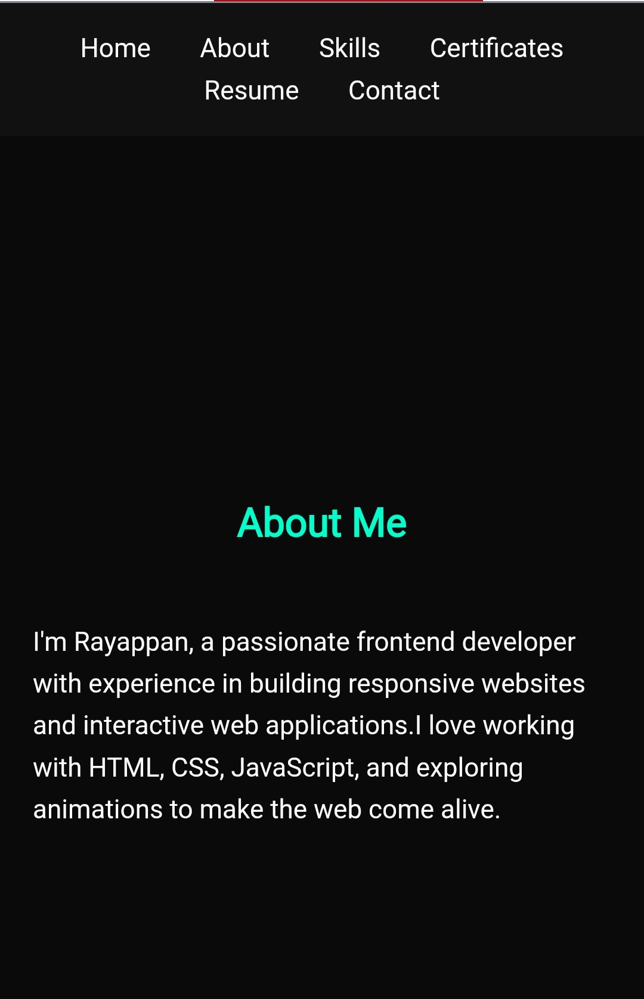 Home About Skills Certificates
Resume Contact
About Me
I'm Rayappan, a passionate frontend developer
with experience in building responsive websites
and interactive web applications.I love working
with HTML, CSS, JavaScript, and exploring
animations to make the web come alive.